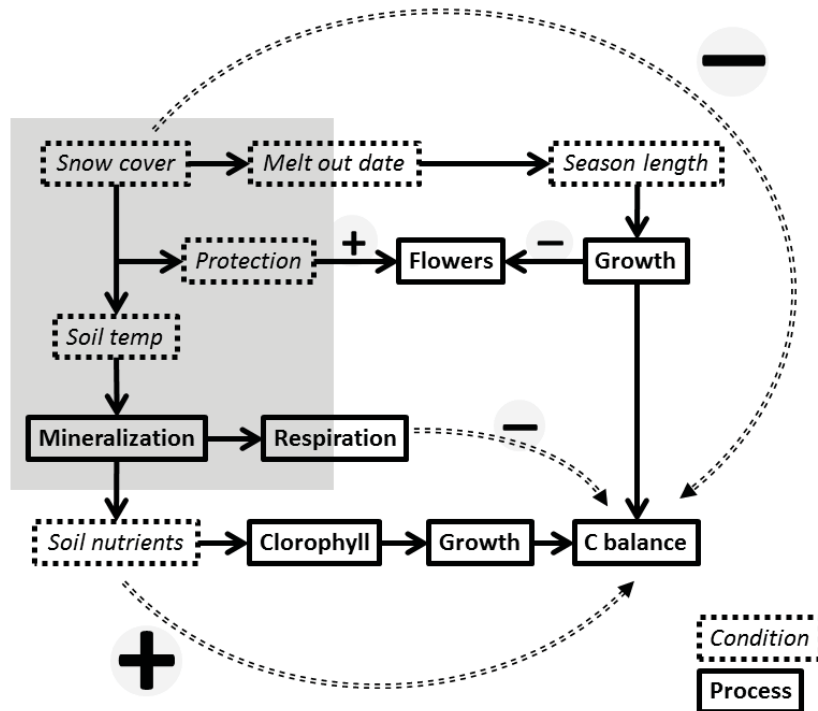 Snow cover
Melt out date
Season length
Protection
+
Flowers
−
Growth
Soil temp
Mineralization
Respiration
−
Soil nutrients
Clorophyll
Growth
C balance
−
+
Condition
Process